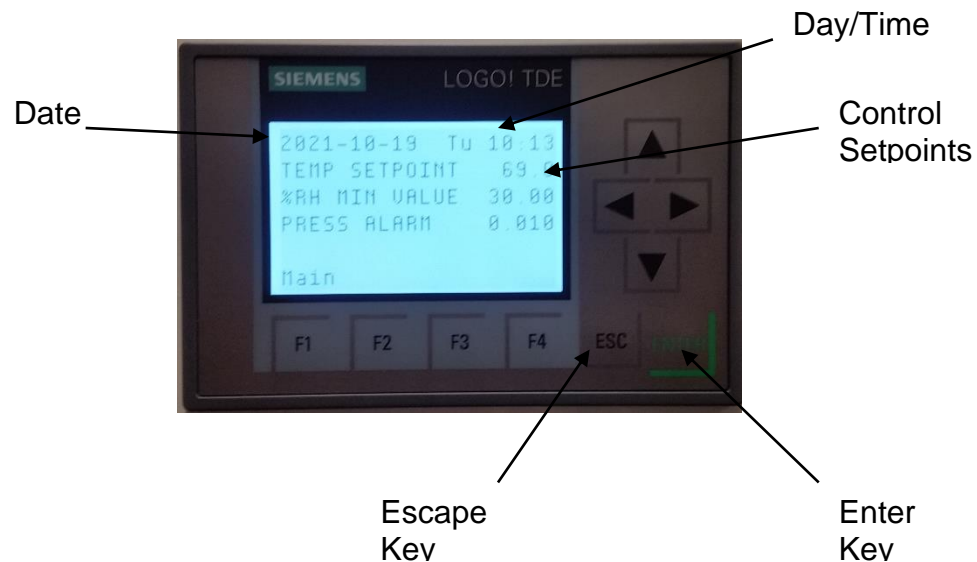 Day/Time
SIEMENS LOGO! TDE
Date
Control
Setpoints
2021-10-19 Tu 10:13
TEMP SETPOINT 69.
%RH MIN VALUE 30.00
PRESS ALARM 0.010
Main
F1 F2 F3 F4 ESC
Escape
Key
Enter
Key